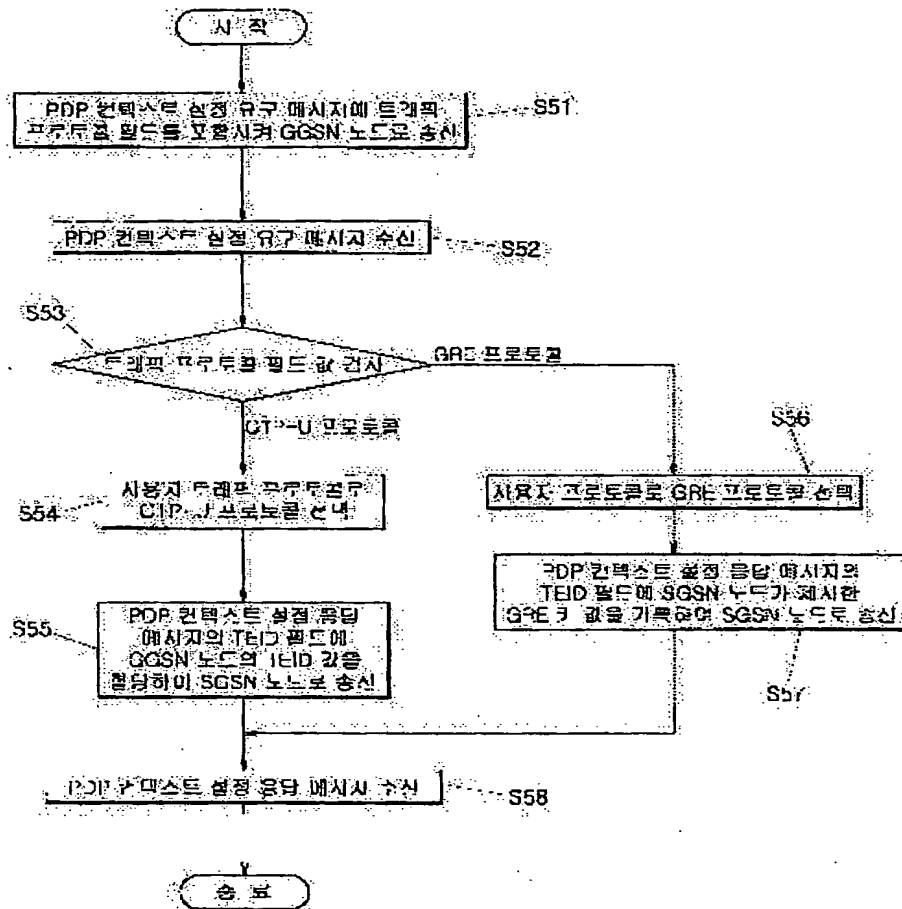 시 작
PDP 컨텍스트 설정 요구 메시지에 트래픽
프로토콜 필드를 포함시켜 GGSN 노드로 송신
S51
PDP 컨텍스트 설정 요구 메시지 수신
S52
S53
트래픽 프로토콜 필드 값 검사
GRE 프로토콜
GTP-U 프로토콜
S56
사용자 트래픽 프로토콜로
GTP-U 프로토콜 선택
S54
사용자 프로토콜로 GRE 프로토콜 선택
PDP 컨텍스트 설정 응답 메시지의
TEID 필드에 SGSN 노드가 제시한
GRE 키 값을 기록하여 SGSN 노드로 송신
S57
PDP 컨텍스트 설정 응답
메시지의 TEID 필드에
GGSN 노드의 TEID 값을
할당하여 SGSN 노드로 송신
S55
PDP 컨텍스트 설정 응답 메시지 수신
S58
종 료